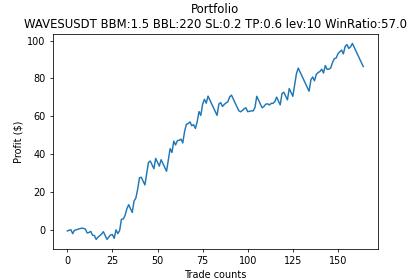 Portfolio
WAVESUSDT BBM:1.5 BBL:220 SL:0.2 TP:0.6 lev:10 WinRatio:57.0
100
80
60
40
20
0
Profit ($)
0 25 50 75 100 125 150
Trade counts